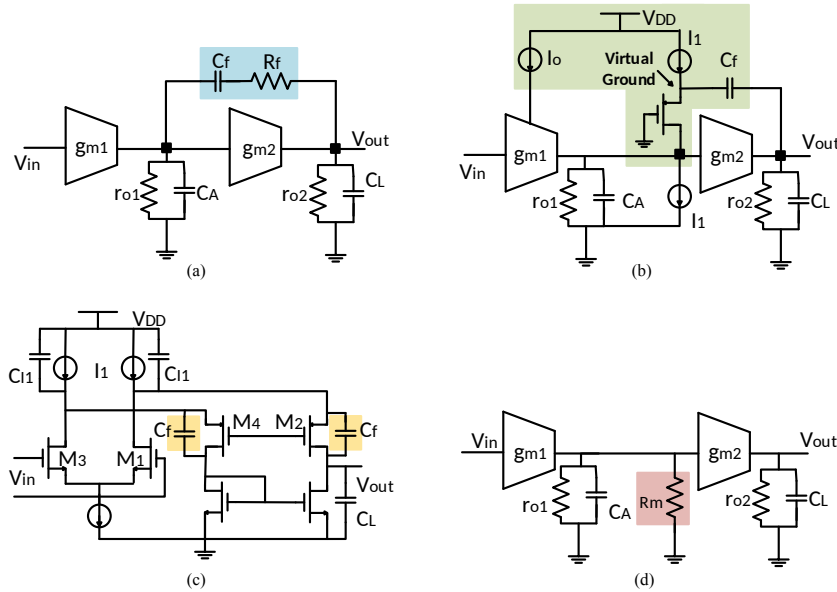 Cf Rf
gm1 gm2 Vout
Vin
ro1 CA ro2 CL
(a)
VDD
I1
Io Virtual Cf
Ground
gm1 gm2 Vout
Vin
ro1 CA I1 ro2 CL
(b)
VDD
CI1 I1 CI1
Cf M4 M2 Cf
M3 M1
Vin
Vout
CL
(c)
Vin gm1 gm2 Vout
ro1 CA Rm ro2 CL
(d)